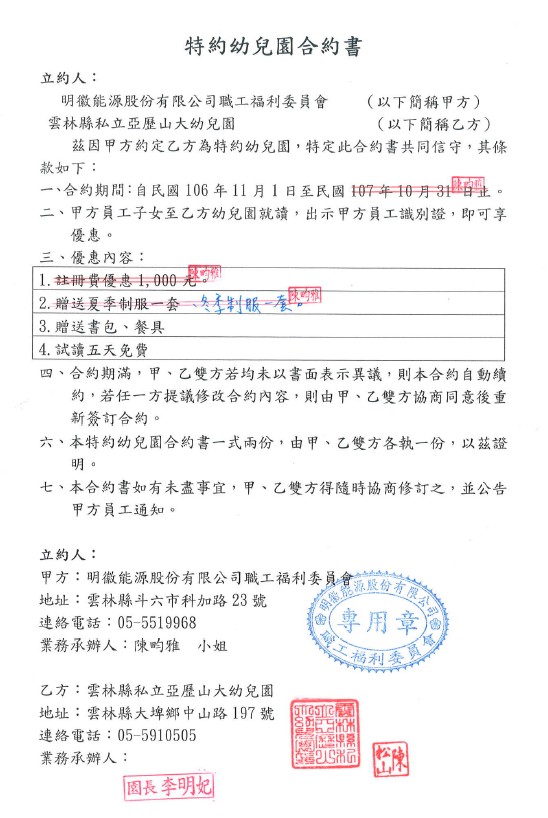 特約幼兒園合約書
立約人：
明徽能源股份有限公司職工福利委員會 （以下簡稱甲方）
雲林縣私立亞歷山大幼兒園 （以下簡稱乙方）
茲因甲方約定乙方為特約幼兒園，特定此合約書共同信守，其條
款如下：
一、合約期間：自民國 106 年 11 月 1 日至民國 107 年 10 月 31 日止。
陳畇雅
二、甲方員工子女至乙方幼兒園就讀，出示甲方員工識別證，即可享
優惠。
三、優惠內容：
1.註冊費優惠 1,000 元。
陳畇雅
2.贈送夏季制服一套、冬季制服一套。
陳畇雅
3.贈送書包、餐具
4.試讀五天免費
四、合約期滿，甲、乙雙方若均未以書面表示異議，則本合約自動續
約，若任一方提議修改合約內容，則由甲、乙雙方協商同意後重
新簽訂合約。
六、本特約幼兒園合約書一式兩份，由甲、乙雙方各執一份，以茲證
明。
七、本合約書如有未盡事宜，甲、乙雙方得隨時協商修訂之，並公告
甲方員工通知。
立約人：
甲方：明徽能源股份有限公司職工福利委員會
地址：雲林縣斗六市科加路 23 號
連絡電話：05-5519968
業務承辦人：陳畇雅 小姐
明徽能源股份有限公司
專用章
職工福利委員會
乙方：雲林縣私立亞歷山大幼兒園
地址：雲林縣大埤鄉中山路 197 號
連絡電話：05-5910505
業務承辦人：
陳松山
園長 李明妃